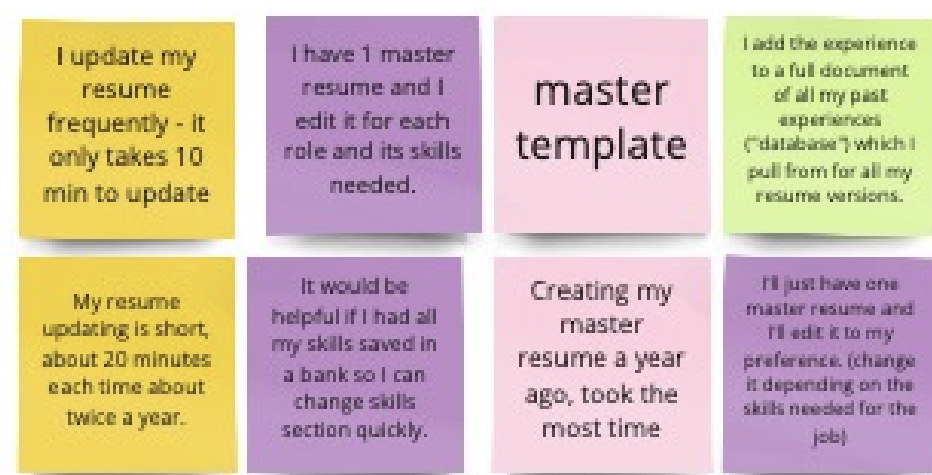 I update my
resume
frequently - it
only takes 10
min to update
I have 1 master
resume and I
edit it for each
role and its skills
needed.
master
template
I add the experience
to a full document
of all my past
experiences
("database") which I
pull from for all my
resume versions.
My resume
updating is short,
about 20 minutes
each time about
twice a year.
It would be
helpful if I had all
my skills saved in
a bank so I can
change skills
section quickly.
Creating my
master
resume a year
ago, took the
most time
I'll just have one
master resume and
I'll edit it to my
preference. (change
it depending on the
skills needed for the
job)